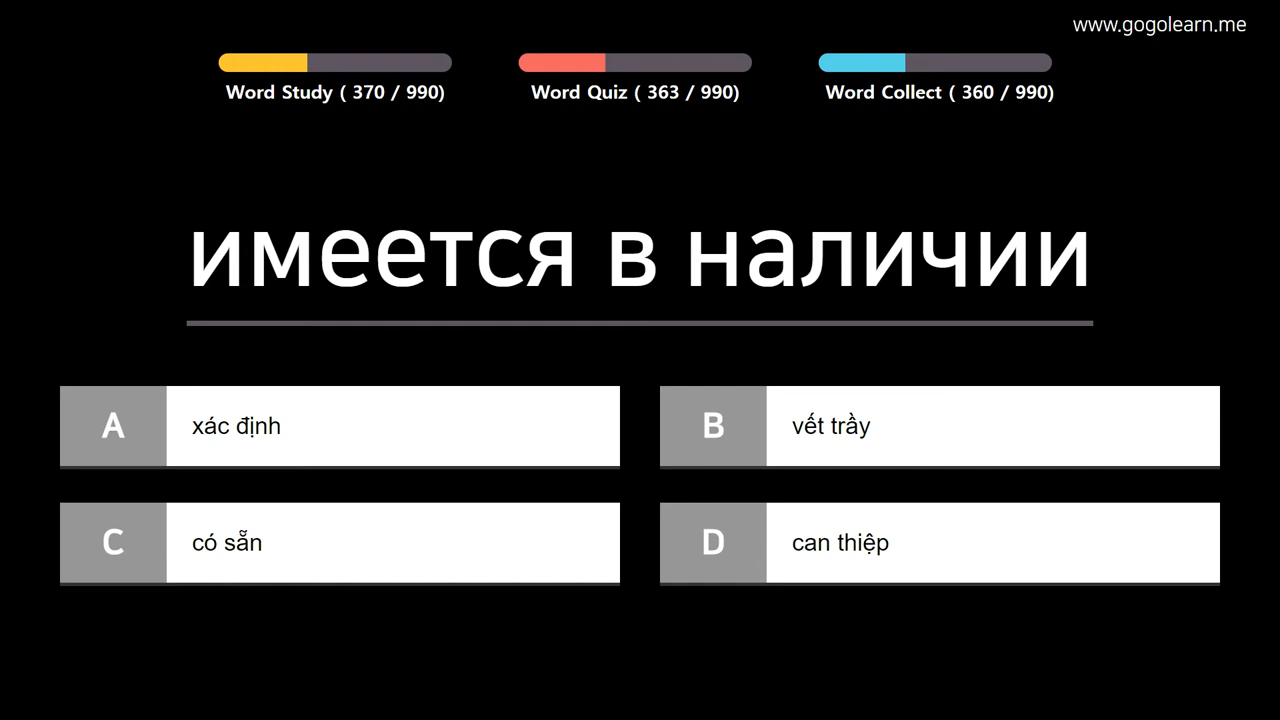 www.gogolearn.me
Word Study ( 370 / 990)
Word Quiz ( 363 / 990)
Word Collect ( 360 / 990)
имеется в наличии
A xác định
B vết trầy
C có sẵn
D can thiệp